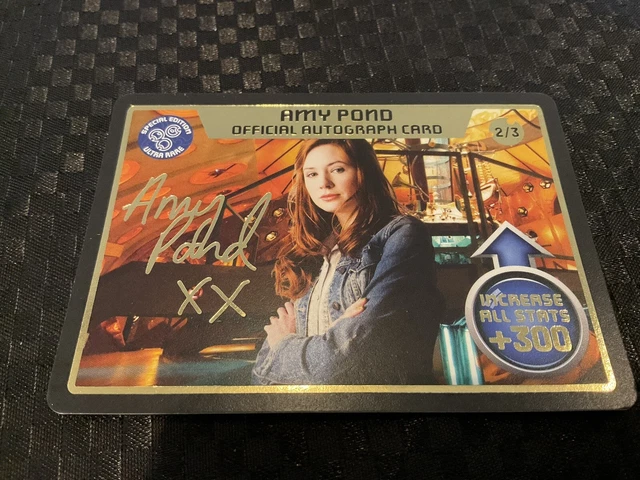 AMY POND
OFFICIAL AUTOGRAPH CARD
2/3
SPECIAL EDITION
ULTRA RARE
Amy
Pond
XX
INCREASE
ALL STATS
+300